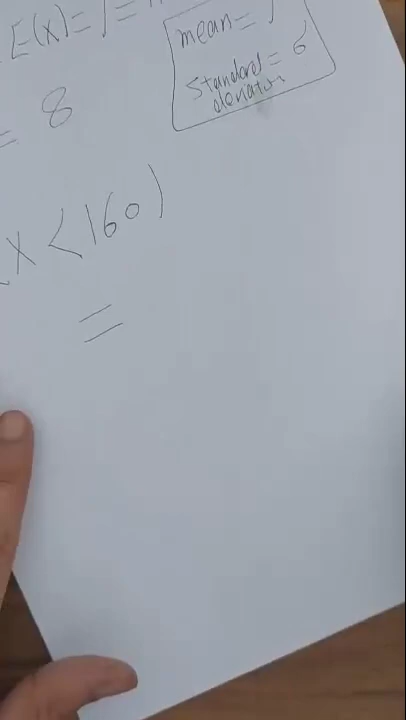 E(x)=
mean=
Standard = 6
deviation
= 8
x<160)
=